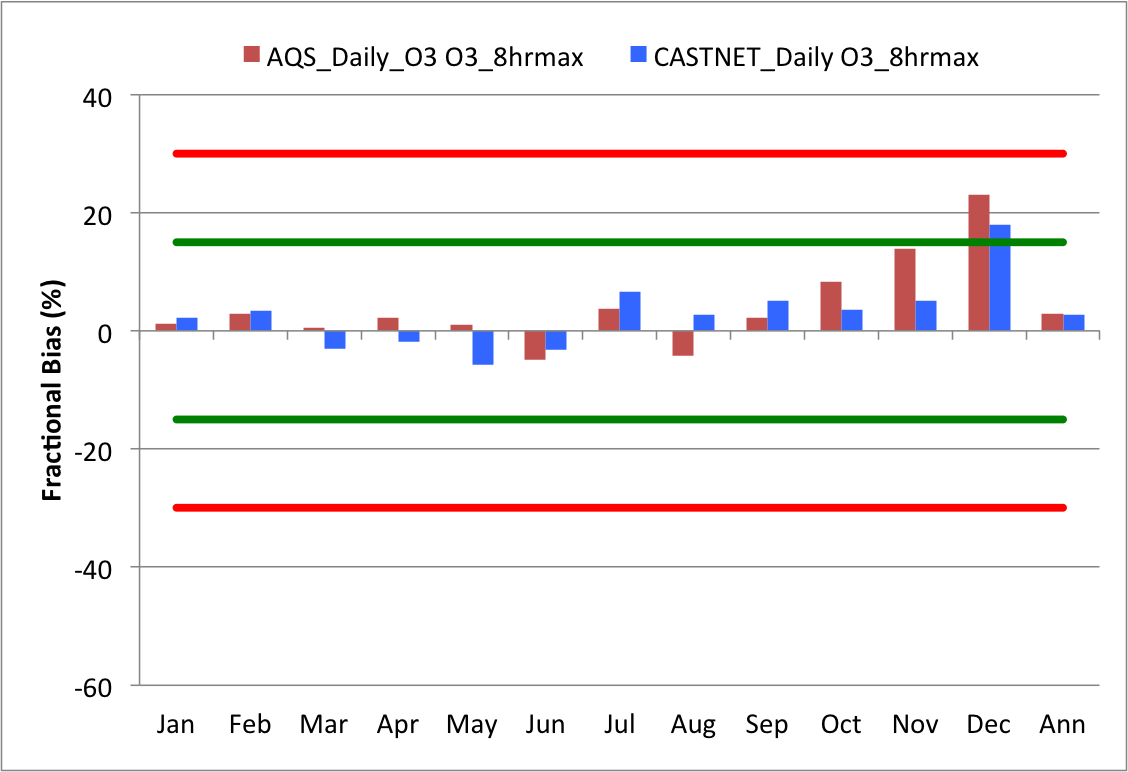 AQS_Daily_O3 O3_8hrmax CASTNET_Daily O3_8hrmax
40
20
0
-20
-40
-60
Fractional Bias (%)
Jan Feb Mar Apr May Jun Jul Aug Sep Oct Nov Dec Ann